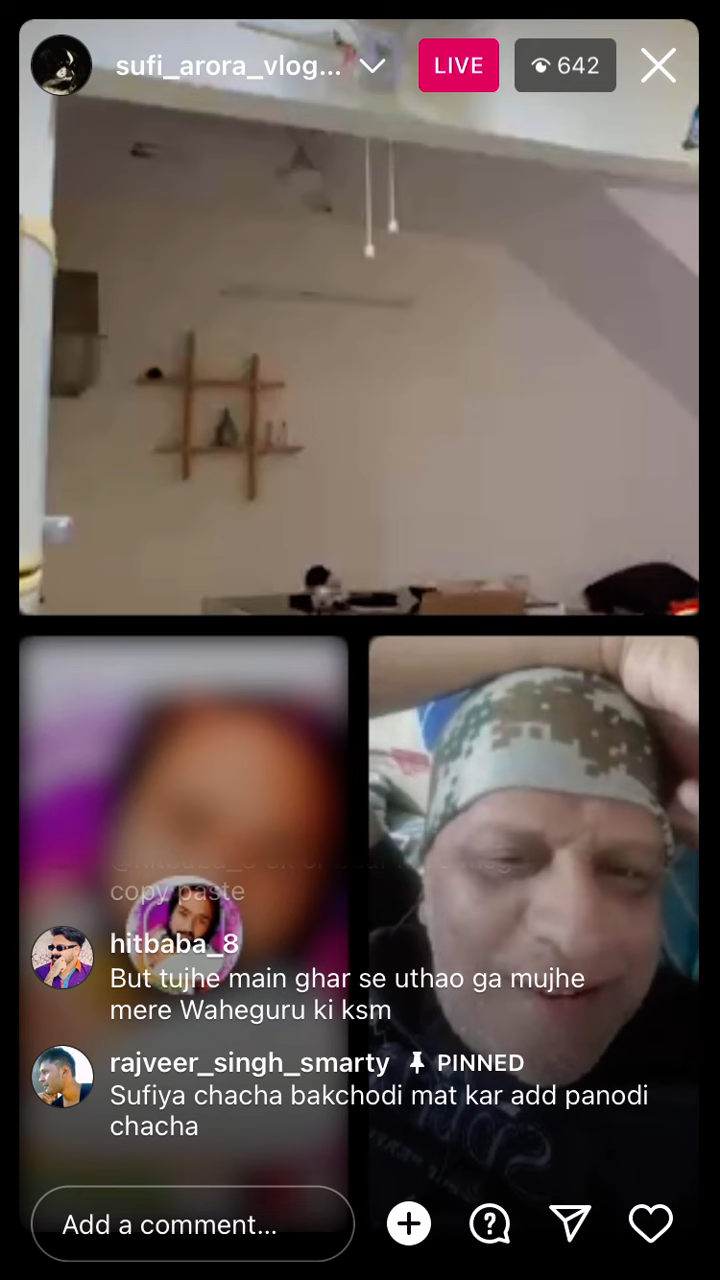 sufi_arora_vlog...
LIVE
642
copy paste
hitbaba_8
But tujhe main ghar se uthao ga mujhe
mere Waheguru ki ksm
rajveer_singh_smarty PINNED
Sufiya chacha bakchodi mat kar add panodi
chacha
Add a comment...